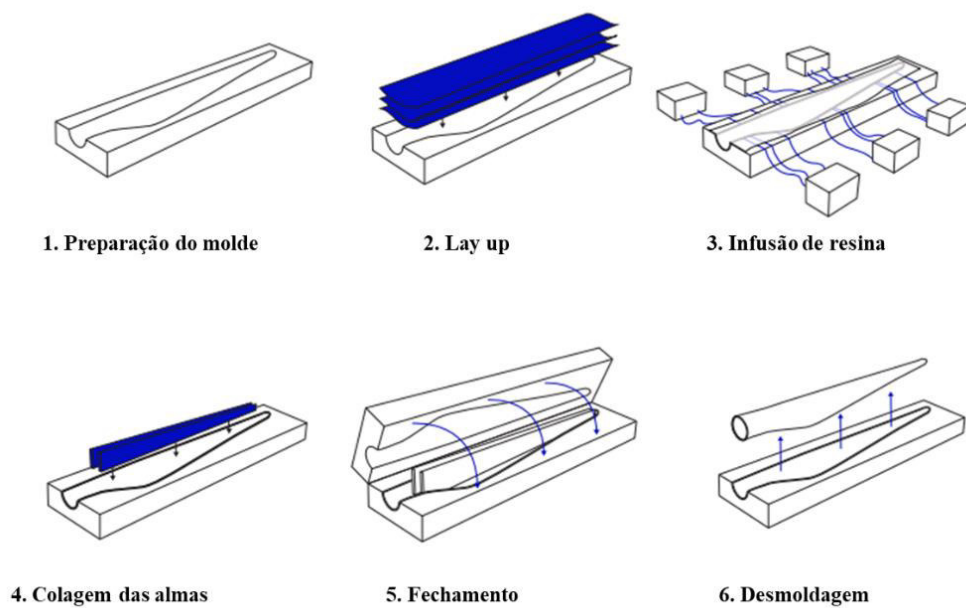 1. Preparação do molde
2. Lay up
3. Infusão de resina
4. Colagem das almas
5. Fechamento
6. Desmoldagem